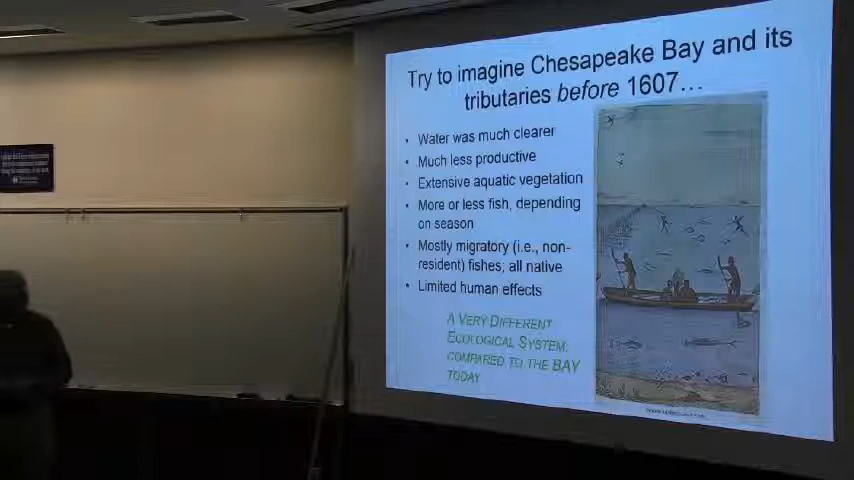 Try to imagine Chesapeake Bay and its
tributaries before 1607...
• Water was much clearer
• Much less productive
• Extensive aquatic vegetation
• More or less fish, depending
on season
• Mostly migratory (i.e., non-
resident) fishes; all native
• Limited human effects
A VERY DIFFERENT
ECOLOGICAL SYSTEM,
COMPARED TO THE BAY
TODAY